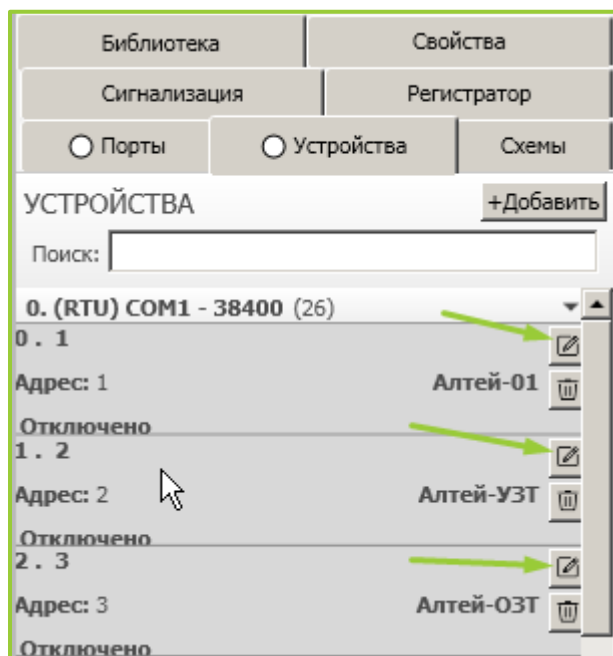 Библиотека Свойства
Сигнализация Регистратор
Порты Устройства Схемы
УСТРОЙСТВА +Добавить
Поиск:
0. (RTU) COM1 - 38400 (26)
0 . 1
Адрес: 1 Алтей-01
Отключено
1 . 2
Адрес: 2 Алтей-УЗТ
Отключено
2 . 3
Адрес: 3 Алтей-ОЗТ
Отключено